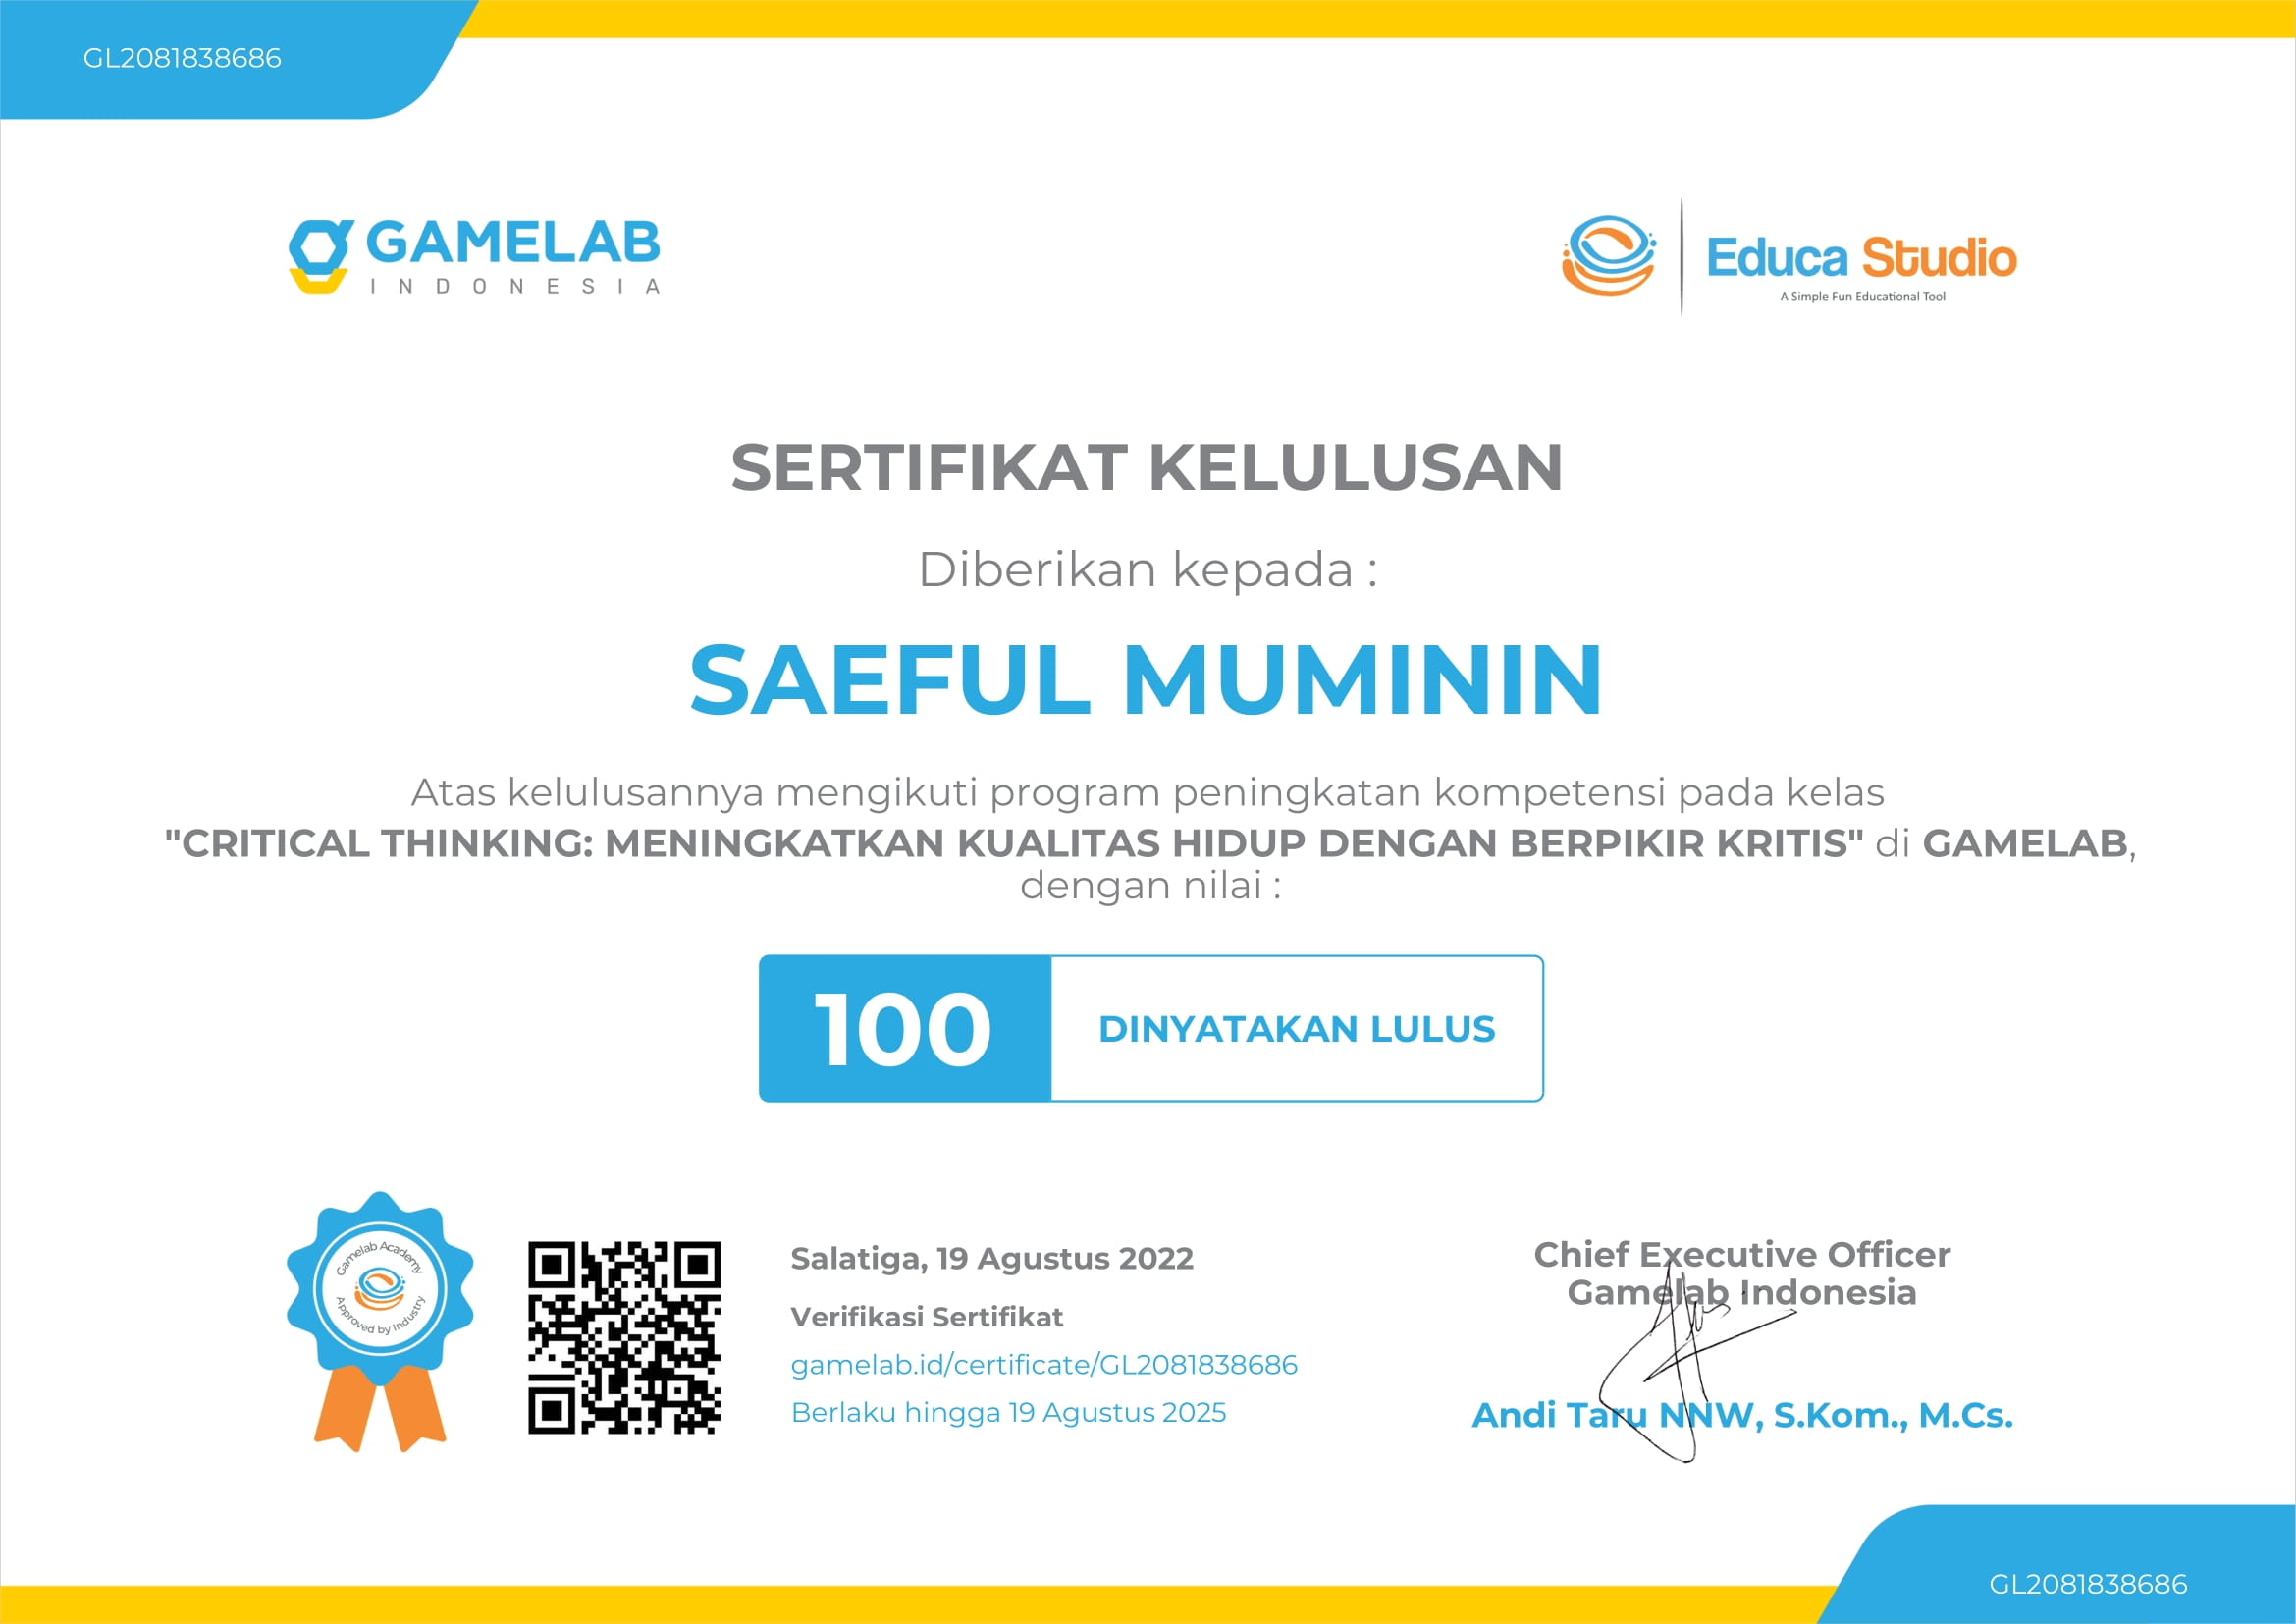 GL2081838686
GAMELAB
INDONESIA
Educa Studio
A Simple Fun Educational Tool
SERTIFIKAT KELULUSAN
Diberikan kepada :
SAEFUL MUMININ
Atas kelulusannya mengikuti program peningkatan kompetensi pada kelas
"CRITICAL THINKING: MENINGKATKAN KUALITAS HIDUP DENGAN BERPIKIR KRITIS" di GAMELAB,
dengan nilai :
100
DINYATAKAN LULUS
Gamelab Academy
Approved by Industry
Salatiga, 19 Agustus 2022
Verifikasi Sertifikat
gamelab.id/certificate/GL2081838686
Berlaku hingga 19 Agustus 2025
Chief Executive Officer
Gamelab Indonesia
Andi Taru NNW, S.Kom., M.Cs.
GL2081838686